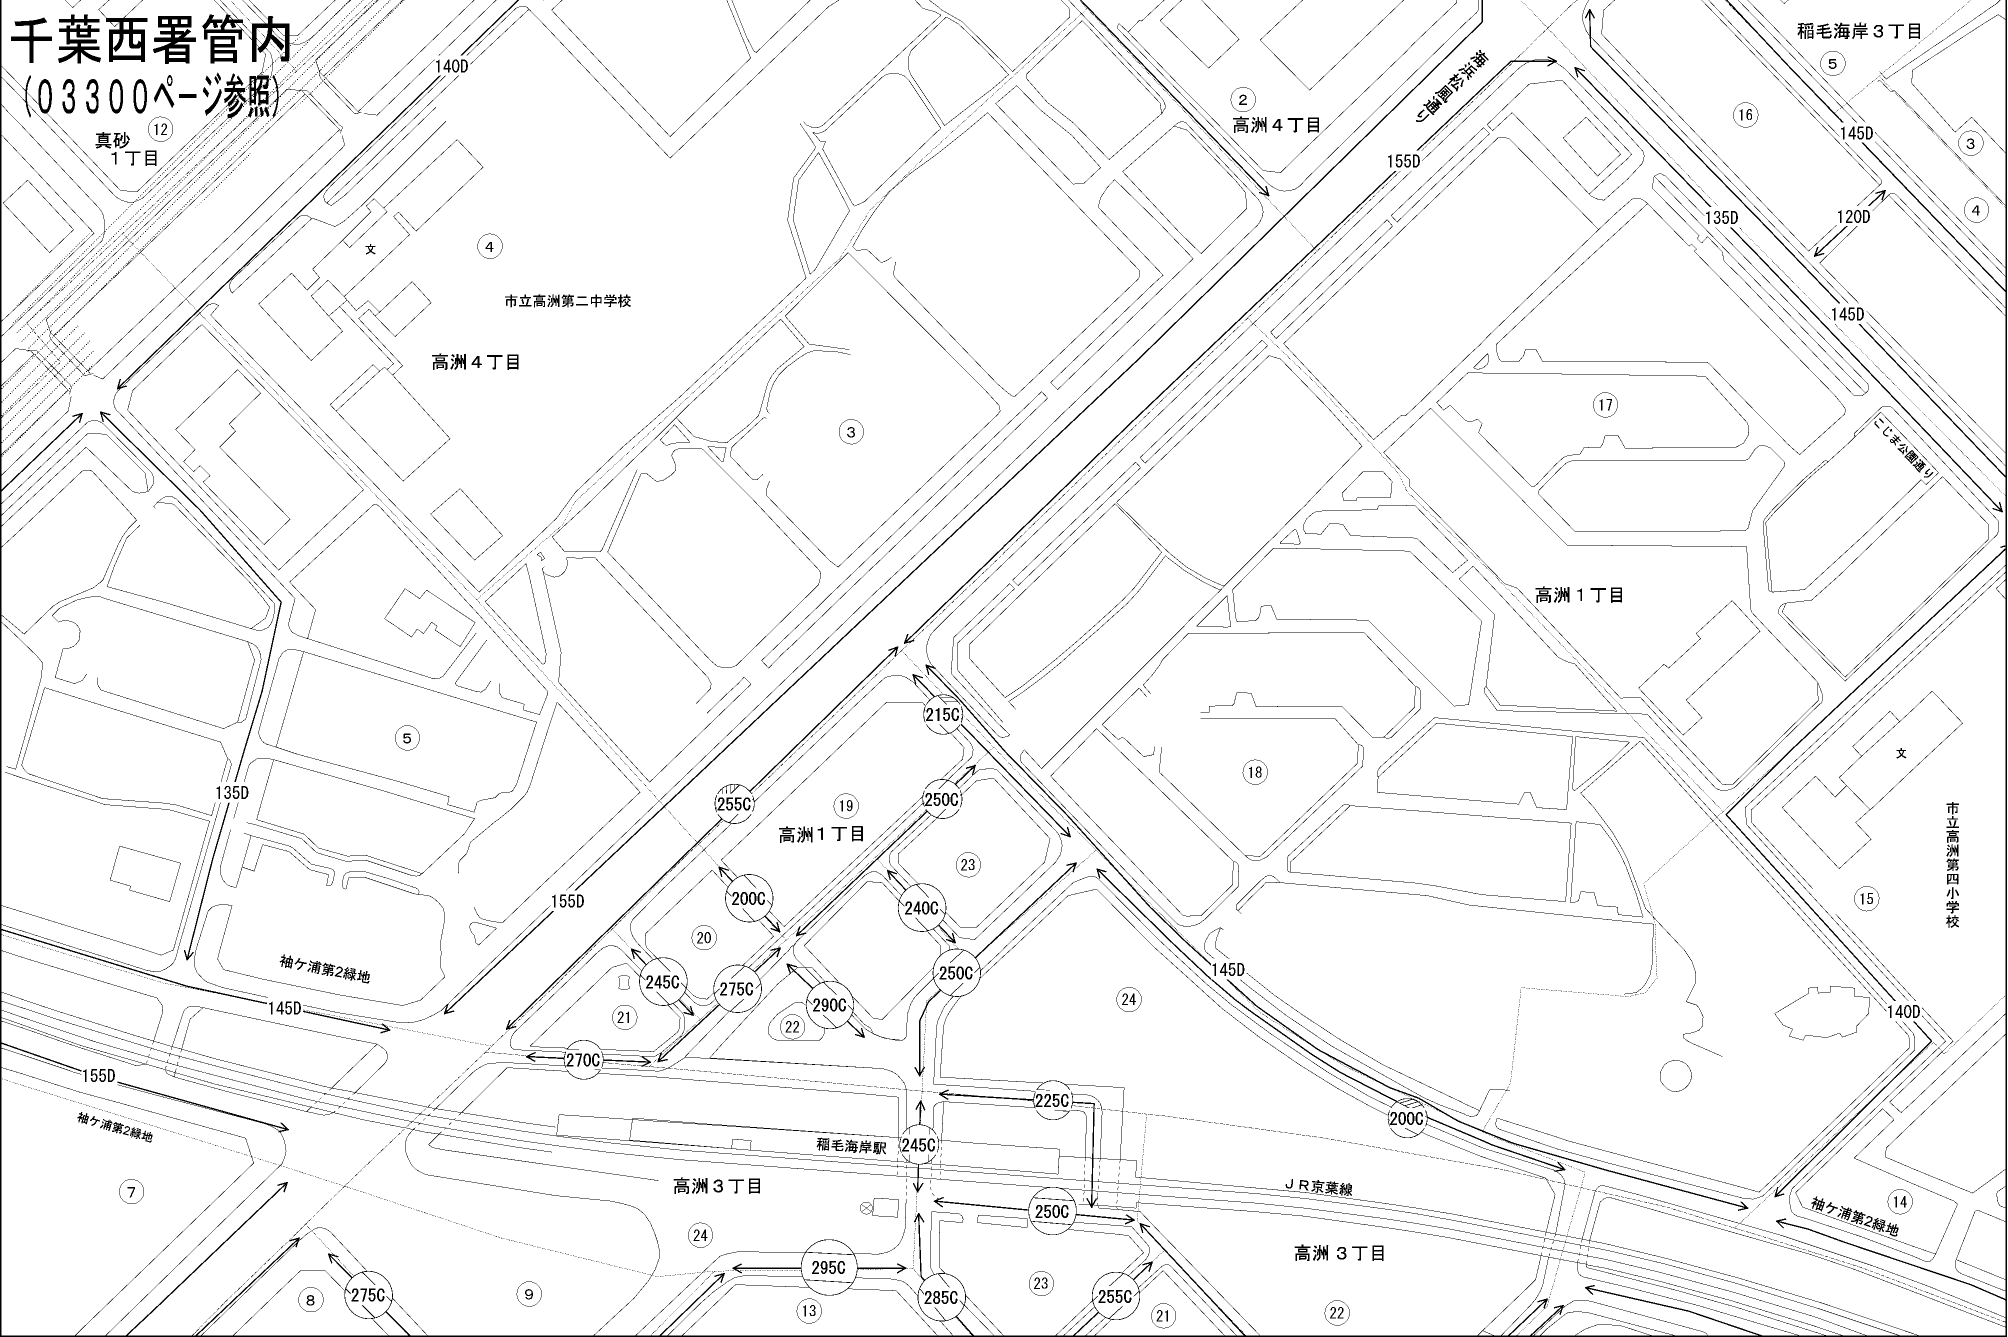 千葉西署管内
(03300ページ参照)
真砂
1丁目
12
140D
2
高洲4丁目
海浜松風通り
155D
稲毛海岸3丁目
5
16
145D
3
4
120D
135D
145D
文
4
市立高洲第二中学校
高洲4丁目
3
17
こじま公園通り
高洲1丁目
5
135D
215C
255C
250C
19
高洲1丁目
23
18
文
市立高洲第四小学校
15
200C
240C
155D
20
245C
275C
250C
290C
21
22
24
145D
140D
袖ケ浦第2緑地
145D
270C
155D
袖ケ浦第2緑地
225C
200C
245C
稲毛海岸駅
高洲3丁目
JR京葉線
7
250C
14
袖ケ浦第2緑地
24
高洲3丁目
295C
23
8
275C
9
13
285C
255C
21
22